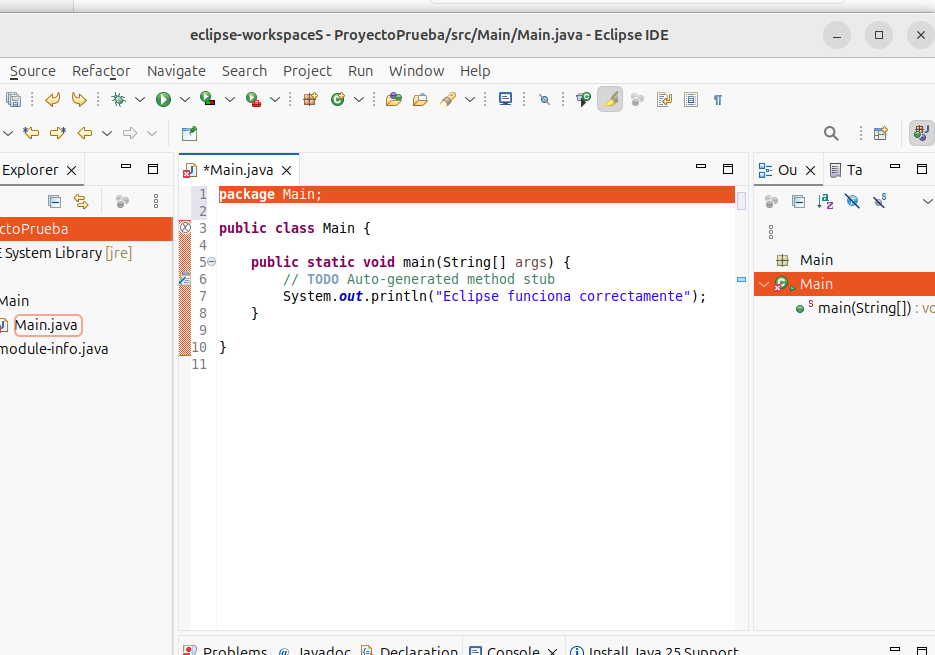 eclipse-workspaceS - ProyectoPrueba/src/Main/Main.java - Eclipse IDE
Source Refactor Navigate Search Project Run Window Help
Explorer
*Main.java
Ou
Ta
ctoPrueba
E System Library [jre]
Main
Main.java
module-info.java
1 package Main;
2
3 public class Main {
4
5 public static void main(String[] args) {
6 // TODO Auto-generated method stub
7 System.out.println("Eclipse funciona correctamente");
8 }
9
10 }
11
Main
Main
main(String[]) : vo
Problems @ Javadoc Declaration Console Install Java 25 Support